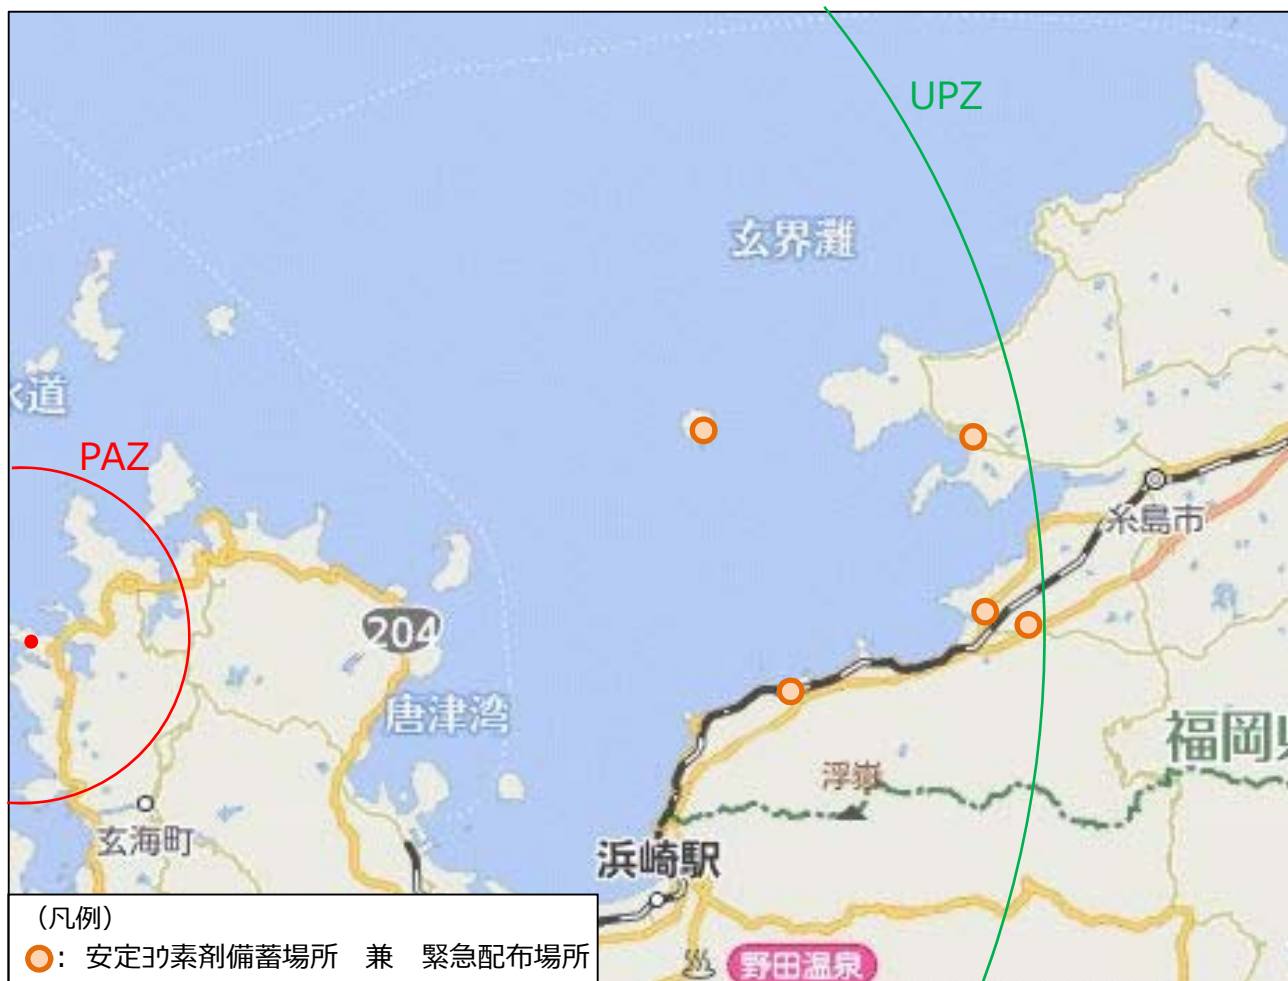 UPZ
玄界灘
水道
PAZ
糸島市
204
唐津湾
福岡県
浮嶽
玄海町
浜崎駅
(凡例)
：安定ﾖｳ素剤備蓄場所　兼　緊急配布場所
野田温泉